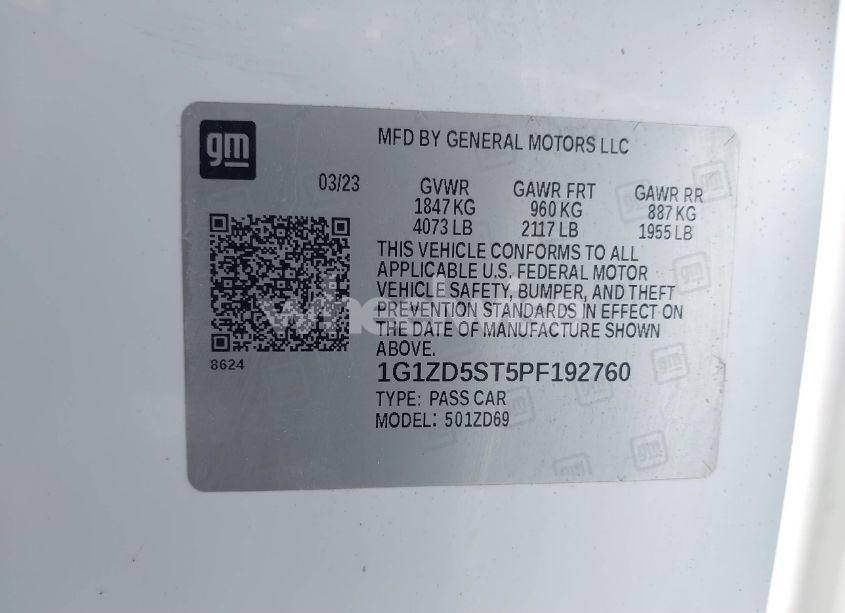 gm
MFD BY GENERAL MOTORS LLC
03/23
GVWR GAWR FRT GAWR RR
1847 KG 960 KG 887 KG
4073 LB 2117 LB 1955 LB
THIS VEHICLE CONFORMS TO ALL
APPLICABLE U.S. FEDERAL MOTOR
VEHICLE SAFETY, BUMPER, AND THEFT
PREVENTION STANDARDS IN EFFECT ON
THE DATE OF MANUFACTURE SHOWN
ABOVE.
8624
1G1ZD5ST5PF192760
TYPE: PASS CAR
MODEL: 501ZD69